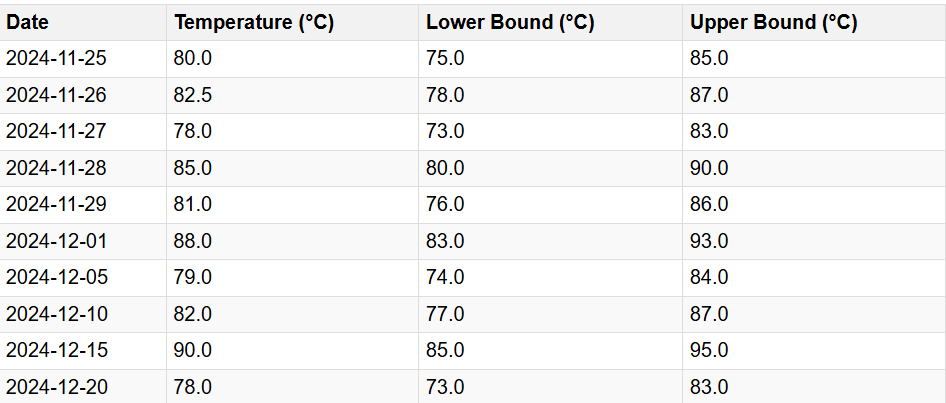 Date Temperature (°C) Lower Bound (°C) Upper Bound (°C)
2024-11-25 80.0 75.0 85.0
2024-11-26 82.5 78.0 87.0
2024-11-27 78.0 73.0 83.0
2024-11-28 85.0 80.0 90.0
2024-11-29 81.0 76.0 86.0
2024-12-01 88.0 83.0 93.0
2024-12-05 79.0 74.0 84.0
2024-12-10 82.0 77.0 87.0
2024-12-15 90.0 85.0 95.0
2024-12-20 78.0 73.0 83.0